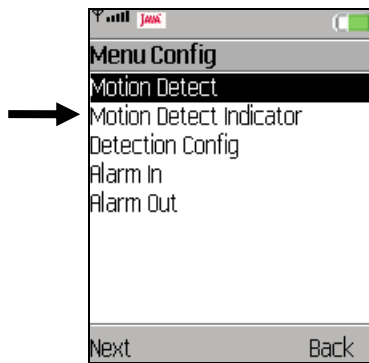 JAVA
Menu Config
Motion Detect
Motion Detect Indicator
Detection Config
Alarm In
Alarm Out
Next Back